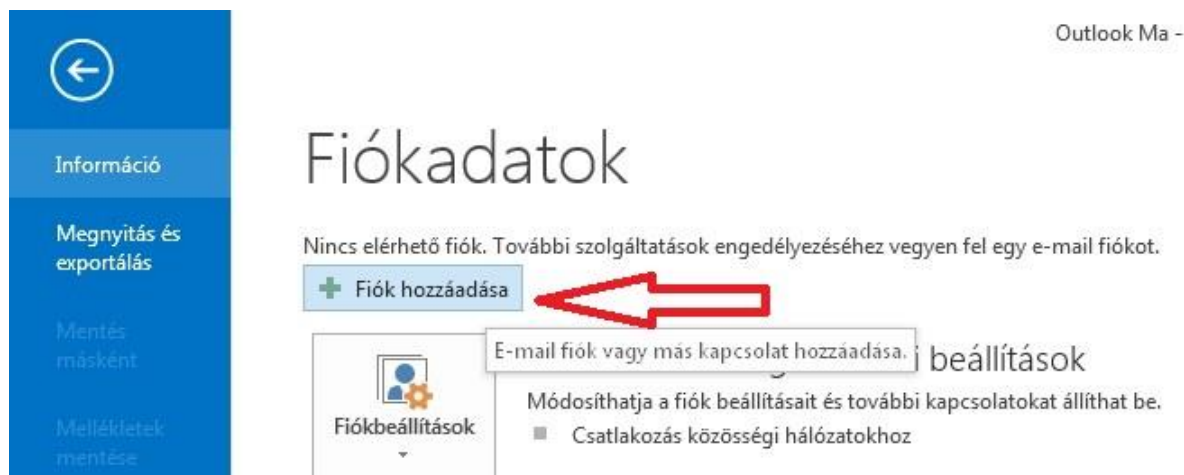 Outlook Ma -
Információ
Megnyitás és
exportálás
Mentés
másként
Mellékletek
mentése
Fiókadatok
Nincs elérhető fiók. További szolgáltatások engedélyezéséhez vegyen fel egy e-mail fiókot.
Fiók hozzáadása
E-mail fiók vagy más kapcsolat hozzáadása.
i beállítások
Fiókbeállítások
Módosíthatja a fiók beállításait és további kapcsolatokat állíthat be.
Csatlakozás közösségi hálózatokhoz